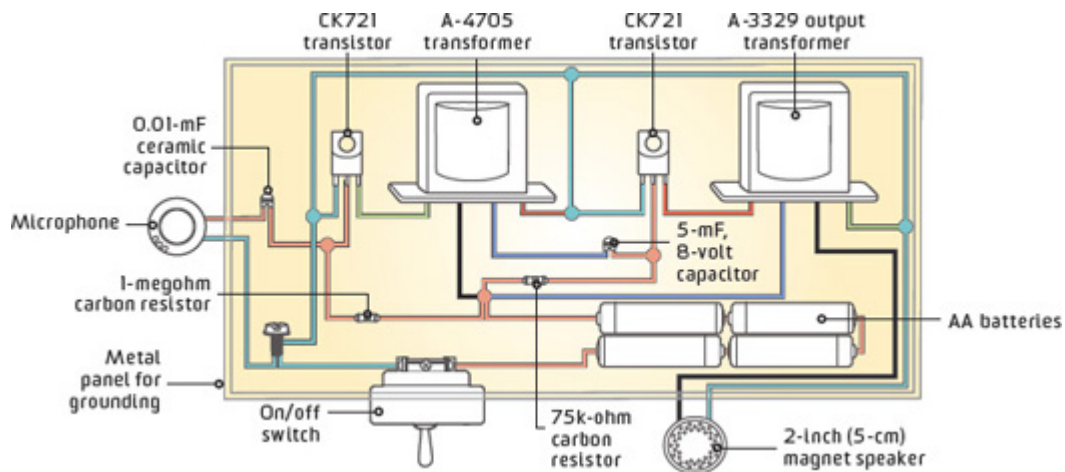 CK721
transistor
A-4705
transformer
CK721
transistor
A-3329 output
transformer
0.01-mF
ceramic
capacitor
Microphone
5-mF,
8-volt
capacitor
1-megohm
carbon resistor
AA batteries
Metal
panel for
grounding
On/off
switch
75k-ohm
carbon
resistor
2-inch (5-cm)
magnet speaker